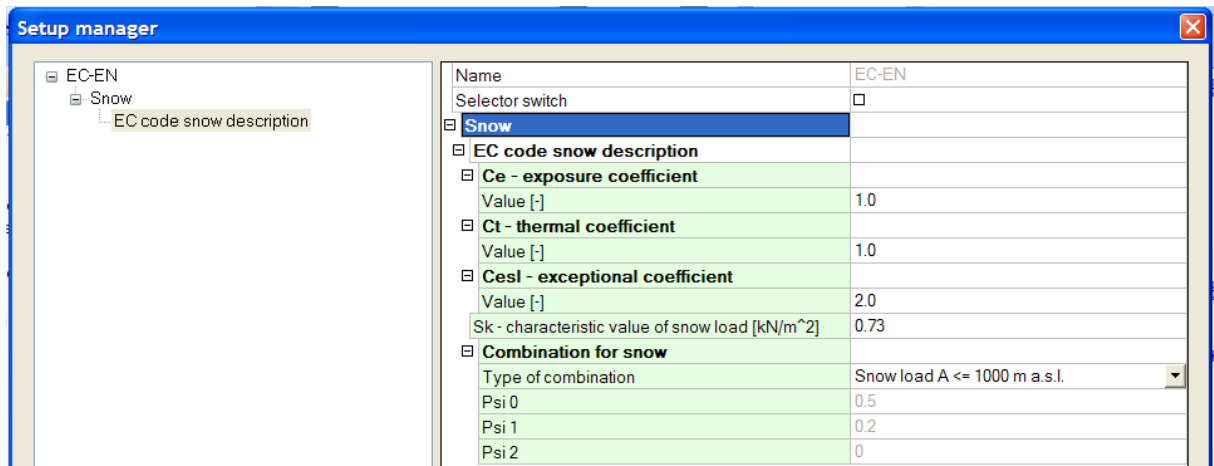 Setup manager
EC-EN
Snow
EC code snow description
Name EC-EN
Selector switch
Snow
EC code snow description
Ce - exposure coefficient
Value [-] 1.0
Ct - thermal coefficient
Value [-] 1.0
Cesl - exceptional coefficient
Value [-] 2.0
Sk - characteristic value of snow load [kN/m^2] 0.73
Combination for snow
Type of combination Snow load A <= 1000 m a.s.l.
Psi 0 0.5
Psi 1 0.2
Psi 2 0